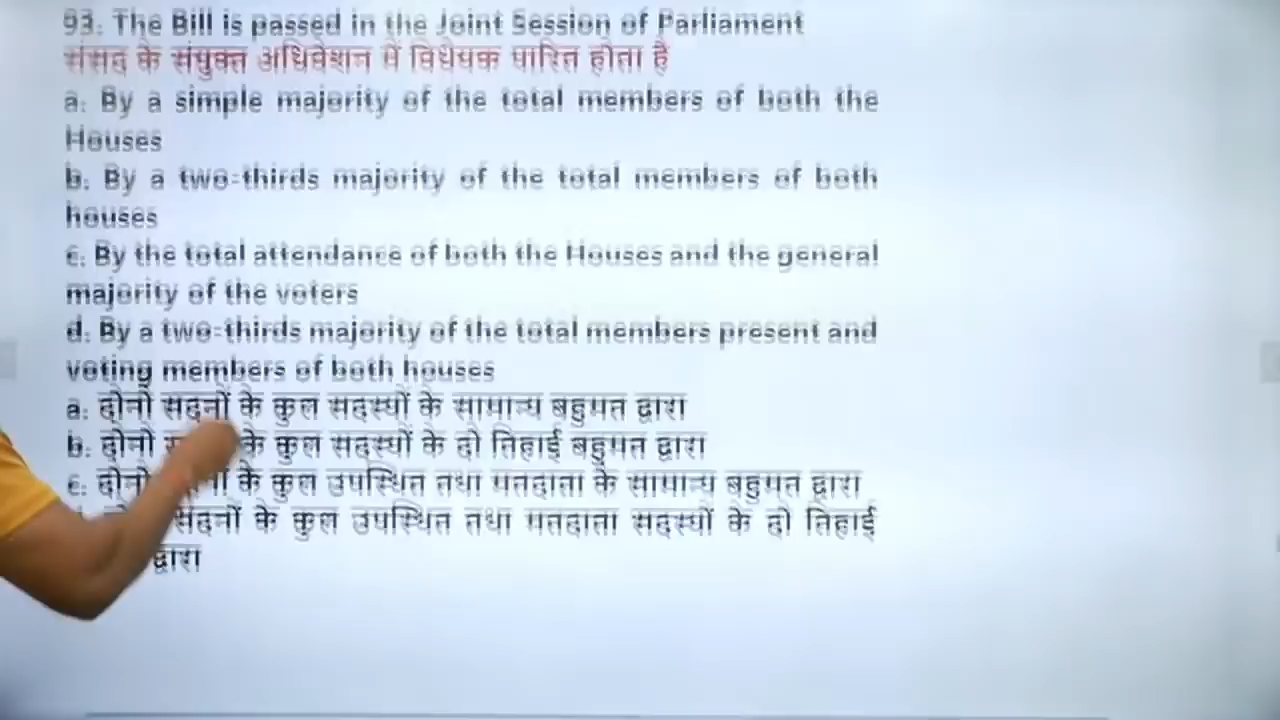 93. The Bill is passed in the Joint Session of Parliament
संसद के संयुक्त अधिवेशन में विधेयक पारित होता है
a. By a simple majority of the total members of both the
Houses
b. By a two-thirds majority of the total members of both
houses
c. By the total attendance of both the Houses and the general
majority of the voters
d. By a two-thirds majority of the total members present and
voting members of both houses
a. दोनों सदनों के कुल सदस्यों के सामान्य बहुमत द्वारा
b. दोनों के कुल सदस्यों के दो तिहाई बहुमत द्वारा
c. दोनों के कुल उपस्थित तथा मतदाता के सामान्य बहुमत द्वारा
सदनों के कुल उपस्थित तथा मतदाता सदस्यों के दो तिहाई
द्वारा